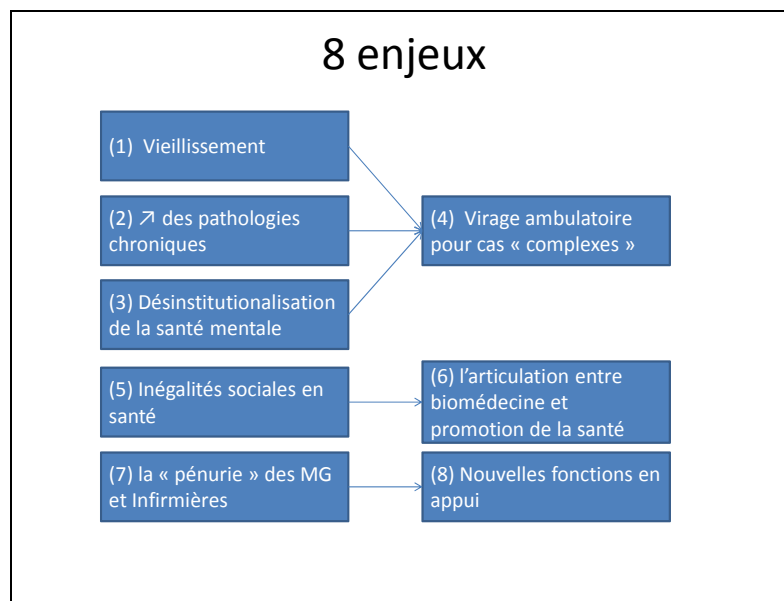 8 enjeux
(1) Vieillissement
(2) ↗ des pathologies
chroniques
(3) Désinstitutionalisation
de la santé mentale
(4) Virage ambulatoire
pour cas « complexes »
(5) Inégalités sociales en
santé
(6) l’articulation entre
biomédecine et
promotion de la santé
(7) la « pénurie » des MG
et Infirmières
(8) Nouvelles fonctions en
appui